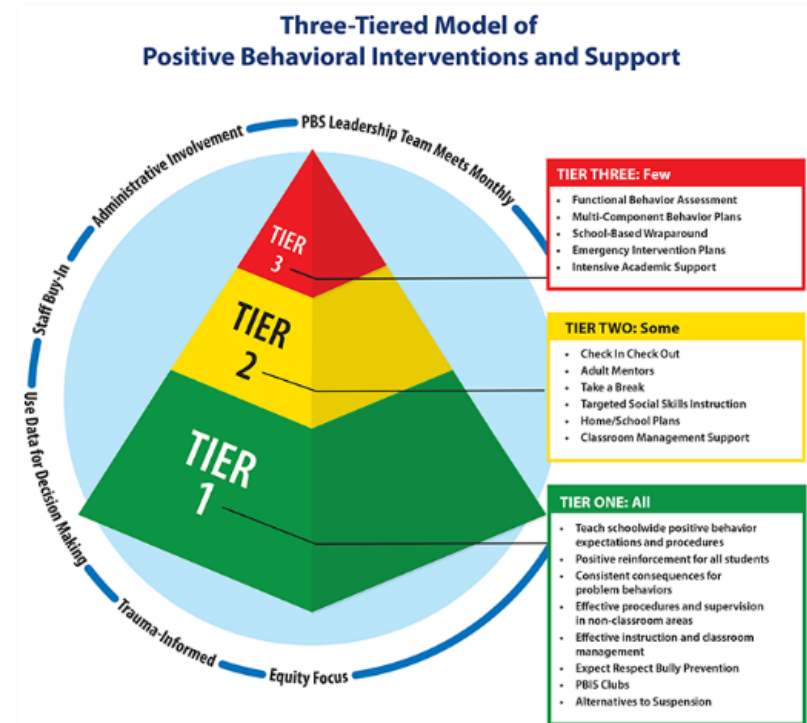 Three-Tiered Model of
Positive Behavioral Interventions and Support
PBS Leadership Team Meets Monthly
Administrative Involvement
Staff Buy-In
Use Data for Decision Making
Trauma-Informed
Equity Focus
TIER
3
TIER
2
TIER
1
TIER THREE: Few
• Functional Behavior Assessment
• Multi-Component Behavior Plans
• School-Based Wraparound
• Emergency Intervention Plans
• Intensive Academic Support
TIER TWO: Some
• Check In Check Out
• Adult Mentors
• Take a Break
• Targeted Social Skills Instruction
• Home/School Plans
• Classroom Management Support
TIER ONE: All
• Teach schoolwide positive behavior
expectations and procedures
• Positive reinforcement for all students
• Consistent consequences for
problem behaviors
• Effective procedures and supervision
in non-classroom areas
• Effective instruction and classroom
management
• Expect Respect Bully Prevention
• PBIS Clubs
• Alternatives to Suspension